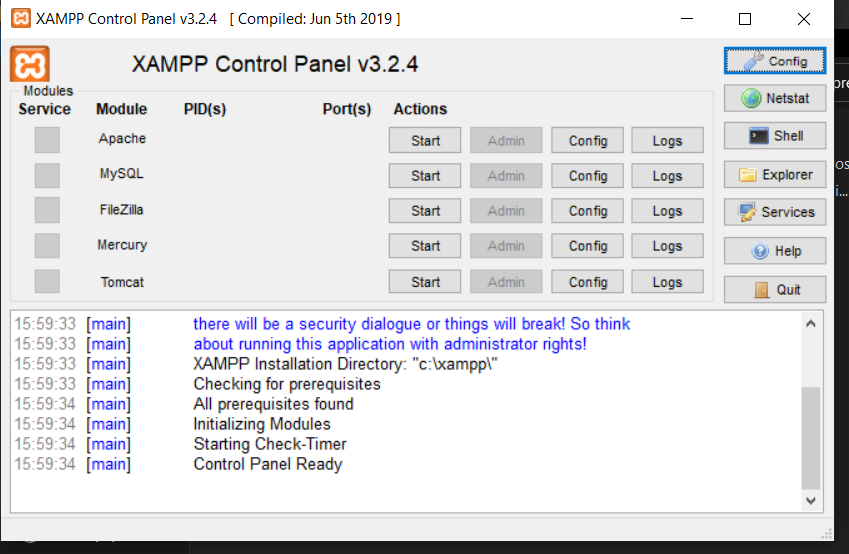 XAMPP Control Panel v3.2.4 [ Compiled: Jun 5th 2019 ]
XAMPP Control Panel v3.2.4
Config
Modules
Service Module PID(s) Port(s) Actions
Netstat
Apache Start Admin Config Logs
Shell
MySQL Start Admin Config Logs
Explorer
FileZilla Start Admin Config Logs
Services
Mercury Start Admin Config Logs
Help
Tomcat Start Admin Config Logs
Quit
15:59:33 [main] there will be a security dialogue or things will break! So think
15:59:33 [main] about running this application with administrator rights!
15:59:33 [main] XAMPP Installation Directory: "c:\xampp\"
15:59:33 [main] Checking for prerequisites
15:59:34 [main] All prerequisites found
15:59:34 [main] Initializing Modules
15:59:34 [main] Starting Check-Timer
15:59:34 [main] Control Panel Ready